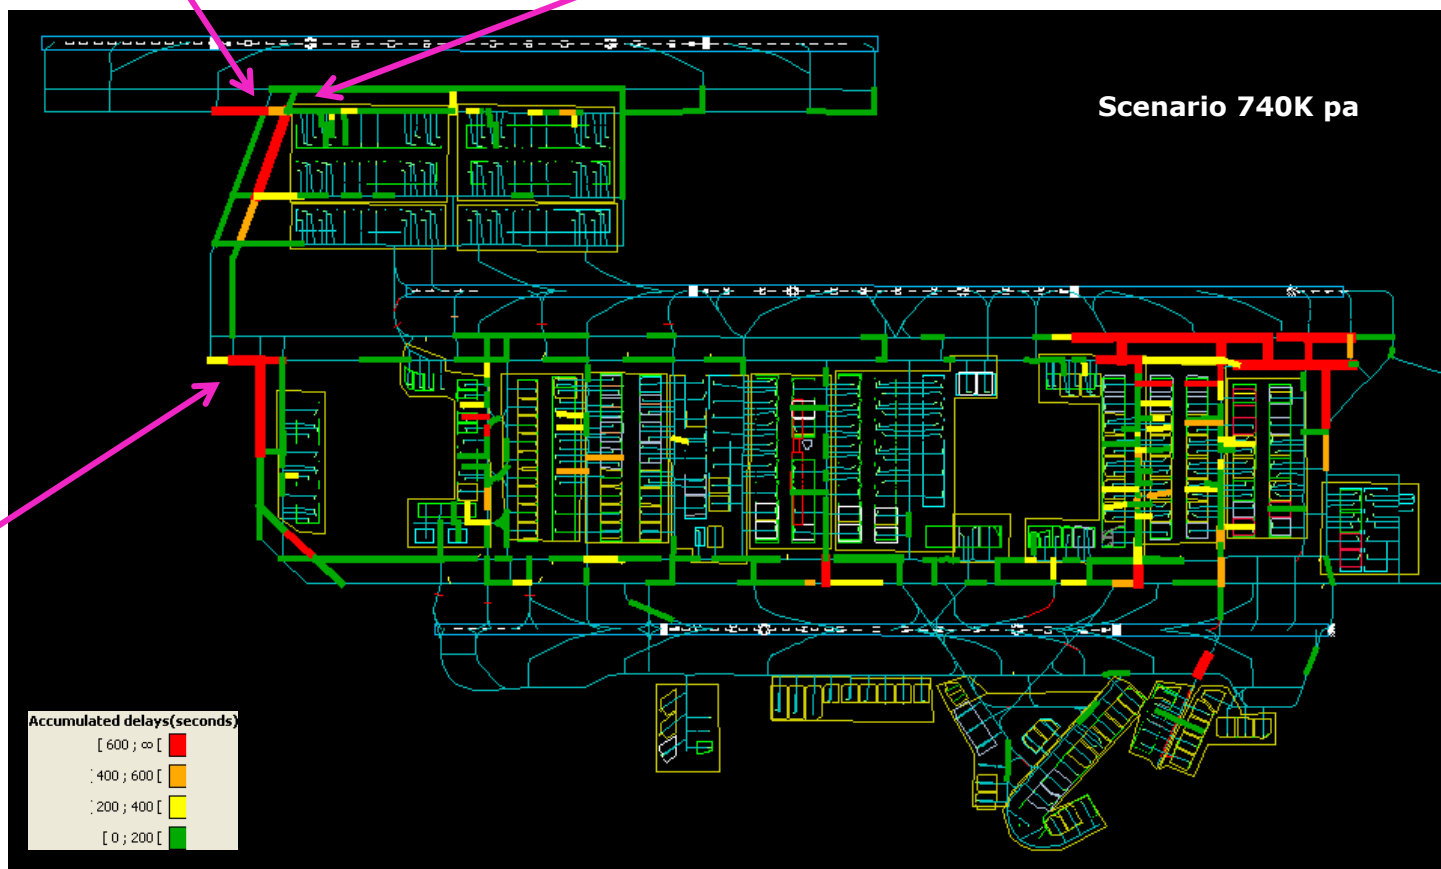 Scenario 740K pa
Accumulated delays(seconds)
[ 600 ; ∞ [
[ 400 ; 600 [
[ 200 ; 400 [
[ 0 ; 200 [